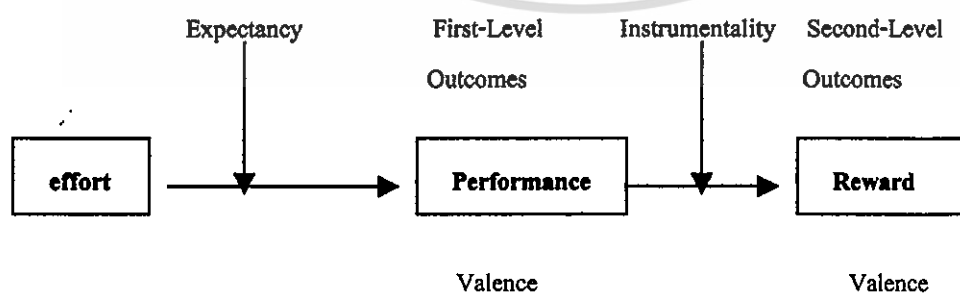 Expectancy First-Level Instrumentality Second-Level
Outcomes Outcomes
effort Performance Reward
Valence Valence